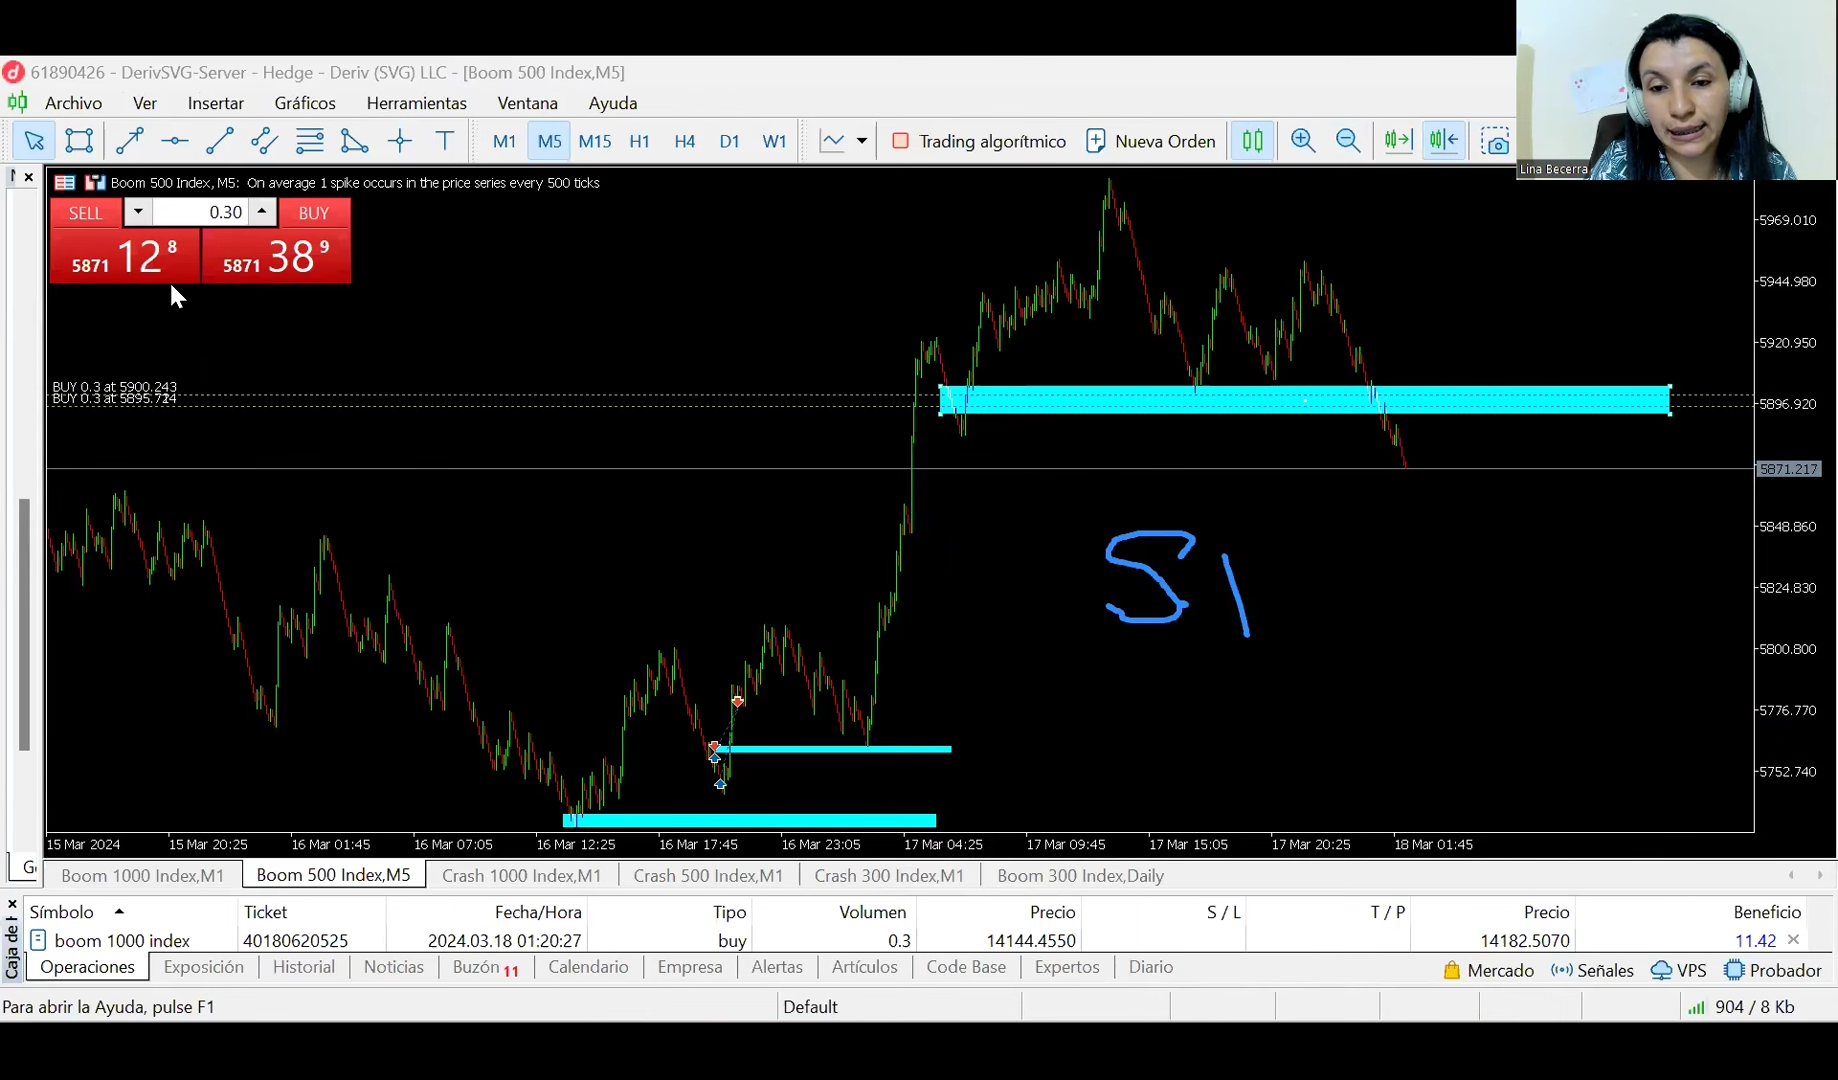 61890426 - DerivSVG-Server - Hedge - Deriv (SVG) LLC - [Boom 500 Index,M5]
Archivo Ver Insertar Gráficos Herramientas Ventana Ayuda
T M1 M5 M15 H1 H4 D1 W1 Trading algorítmico Nueva Orden
Lina Becerra
Boom 500 Index, M5: On average 1 spike occurs in the price series every 500 ticks
SELL 0.30 BUY
5871 12 8 5871 38 9
5969.010
5944.980
5920.950
BUY 0.3 at 5900.243
BUY 0.3 at 5895.724
5896.920
5871.217
5848.860
SI
5824.830
5800.800
5776.770
5752.740
15 Mar 2024 15 Mar 20:25 16 Mar 01:45 16 Mar 07:05 16 Mar 12:25 16 Mar 17:45 16 Mar 23:05 17 Mar 04:25 17 Mar 09:45 17 Mar 15:05 17 Mar 20:25 18 Mar 01:45
Boom 1000 Index,M1 Boom 500 Index,M5 Crash 1000 Index,M1 Crash 500 Index,M1 Crash 300 Index,M1 Boom 300 Index,Daily
Símbolo Ticket Fecha/Hora Tipo Volumen Precio S / L T / P Precio Beneficio
boom 1000 index 40180620525 2024.03.18 01:20:27 buy 0.3 14144.4550 14182.5070 11.42
Operaciones Exposición Historial Noticias Buzón 11 Calendario Empresa Alertas Artículos Code Base Expertos Diario Mercado Señales VPS Probador
Para abrir la Ayuda, pulse F1 Default 904 / 8 Kb